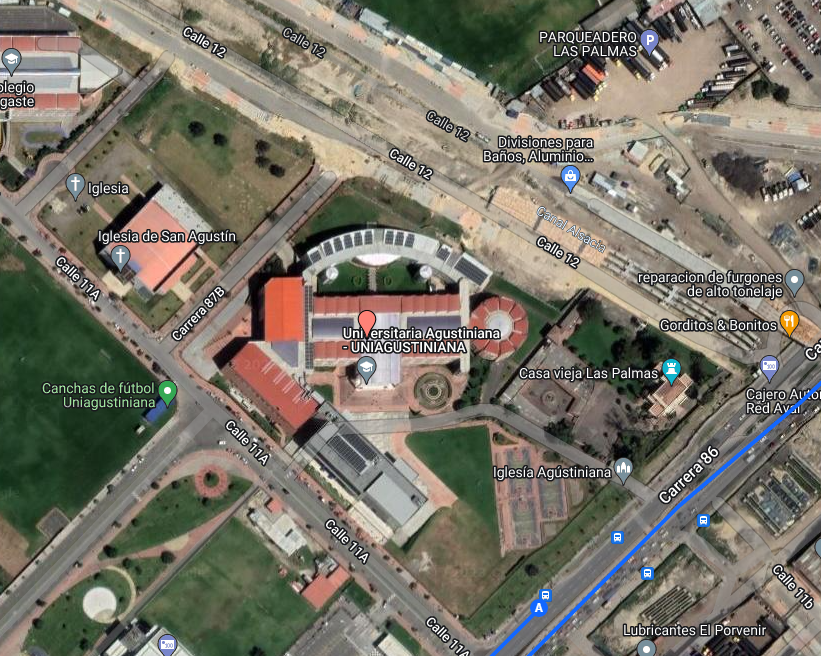 Calle 12
Calle 12
PARQUEADERO
LAS PALMAS
P
olegio
gaste
Calle 12
Divisiones para
Baños, Aluminio...
Calle 12
Iglesia
Canal Alsacia
Iglesia de San Agustín
Calle 12
Calle 11A
reparacion de furgones
de alto tonelaje
Carrera 87B
Gorditos & Bonitos
Universitaria Agustiniana
- UNIAGUSTINIANA
Casa vieja Las Palmas
Canchas de fútbol
Uniagustiniana
Cajero Auto
Red Aval
Calle 11A
Iglesía Agústiniana
Carrera 86
Calle 11A
Calle 11b
A
Calle 11A
Lubricantes El Porvenir